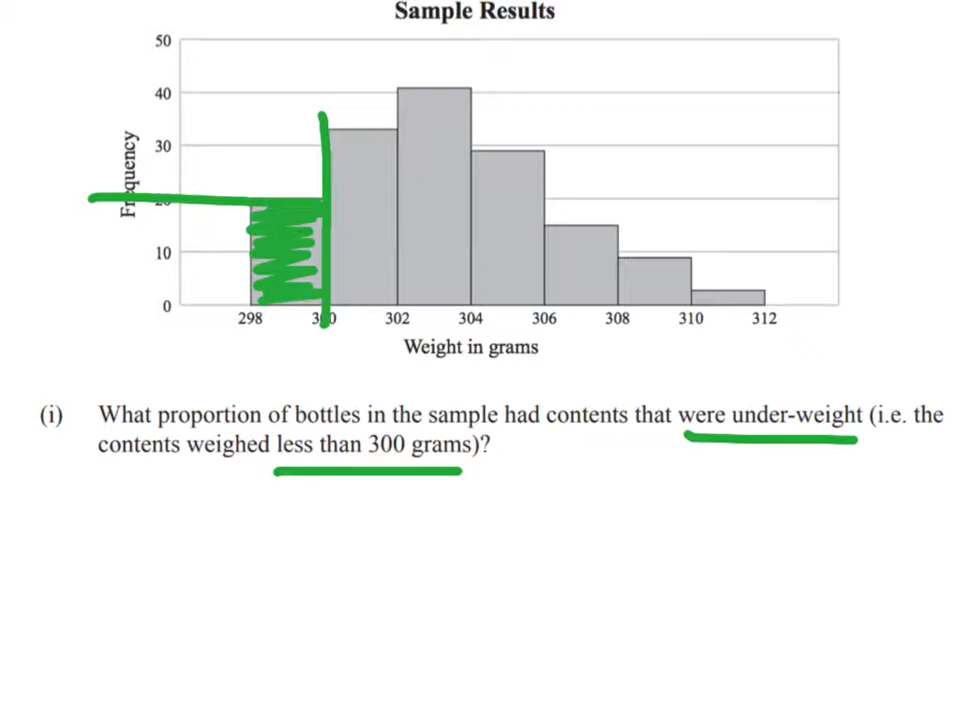 Sample Results
50
40
30
10
0
Frequency
298 302 304 306 308 310 312
Weight in grams
(i) What proportion of bottles in the sample had contents that were under-weight (i.e. the
contents weighed less than 300 grams)?